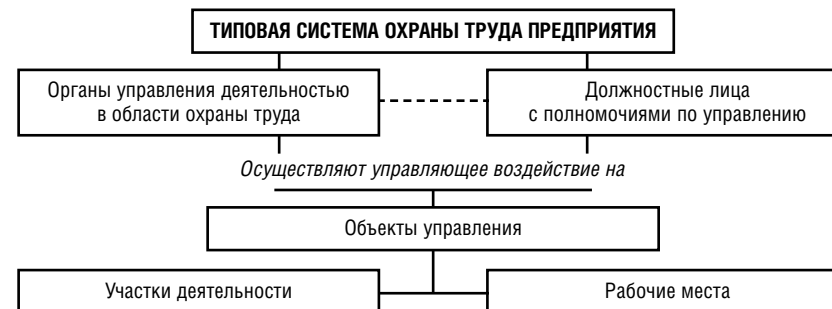 ТИПОВАЯ СИСТЕМА ОХРАНЫ ТРУДА ПРЕДПРИЯТИЯ
Органы управления деятельностью
в области охраны труда
Должностные лица
с полномочиями по управлению
Осуществляют управляющее воздействие на
Объекты управления
Участки деятельности
Рабочие места